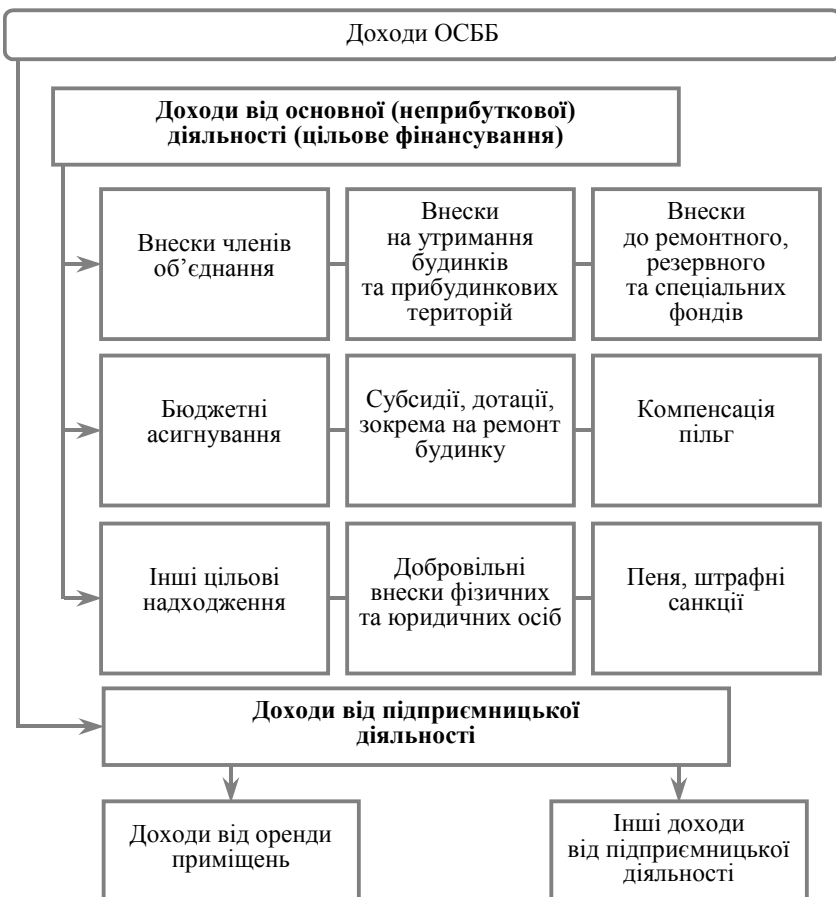 Доходи ОСББ
Доходи від основної (неприбуткової)
діяльності (цільове фінансування)
Внески членів
об’єднання
Внески
на утримання
будинків
та прибудинкових
територій
Внески
до ремонтного,
резервного
та спеціальних
фондів
Бюджетні
асигнування
Субсидії, дотації,
зокрема на ремонт
будинку
Компенсація
пільг
Інші цільові
надходження
Добровільні
внески фізичних
та юридичних осіб
Пеня, штрафні
санкції
Доходи від підприємницької
діяльності
Доходи від оренди
приміщень
Інші доходи
від підприємницької
діяльності